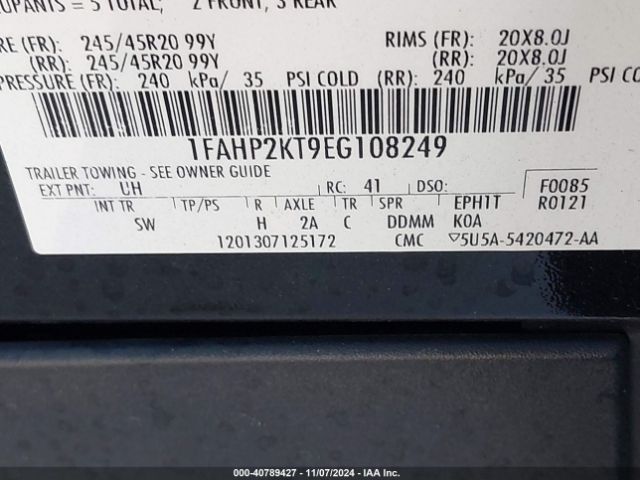 OCCUPANTS = 5 TOTAL; 2 FRONT, 3 REAR
RE (FR): 245/45R20 99Y RIMS (FR): 20X8.0J
(RR): 245/45R20 99Y (RR): 20X8.0J
PRESSURE (FR): 240 kPa/ 35 PSI COLD (RR): 240 kPa/35 PSI CO
1FAHP2KT9EG108249
TRAILER TOWING - SEE OWNER GUIDE
EXT PNT: UH RC: 41 DSO: F0085
INT TR TP/PS R AXLE TR SPR EPH1T R0121
SW H 2A C DDMM K0A
1201307125172 CMC ▽5U5A-5420472-AA
000-40789427 - 11/07/2024 - IAA Inc.